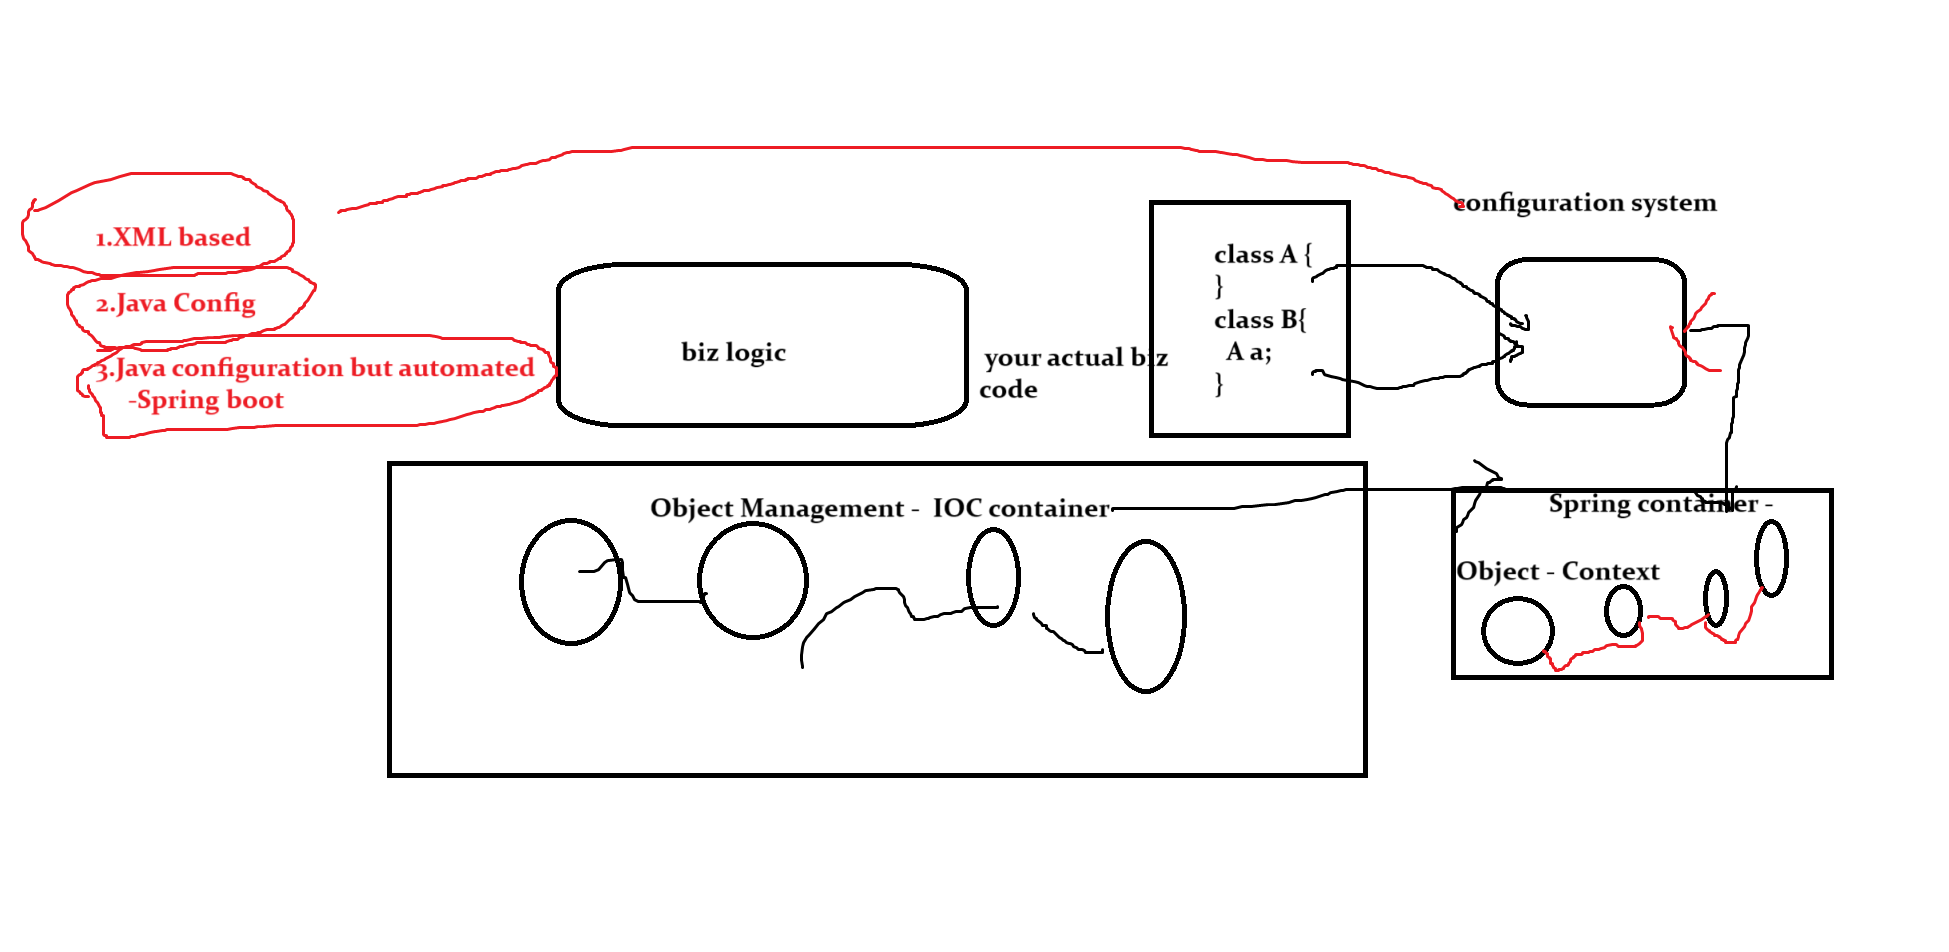 configuration system
1.XML based
2.Java Config
3.Java configuration but automated
-Spring boot
biz logic
your actual biz
code
class A {
}
class B{
A a;
}
Object Management - IOC container
Spring container -
Object - Context